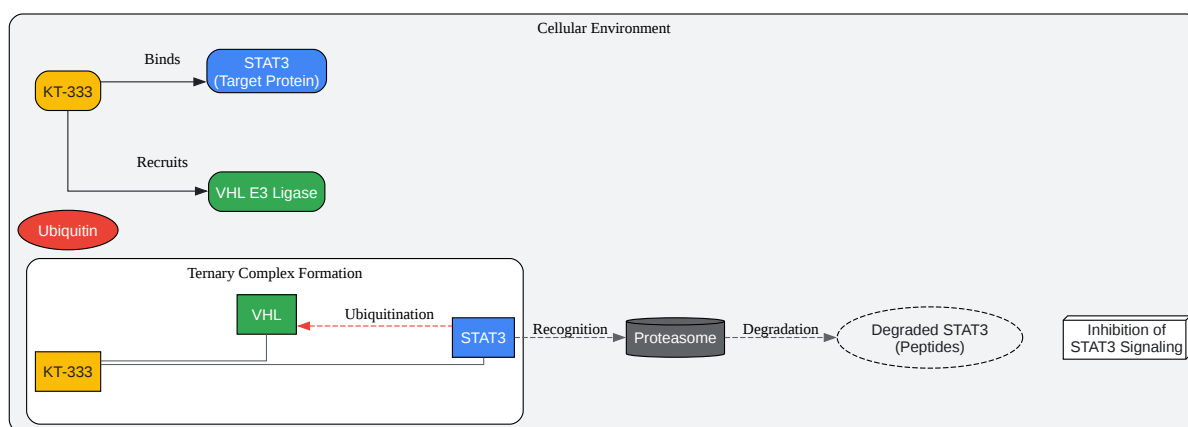 Cellular Environment
Binds
STAT3
(Target Protein)
KT-333
Recruits
VHL E3 Ligase
Ubiquitin
Ternary Complex Formation
VHL
Ubiquitination
STAT3
KT-333
Recognition
Proteasome
Degradation
Degraded STAT3
(Peptides)
Inhibition of
STAT3 Signaling